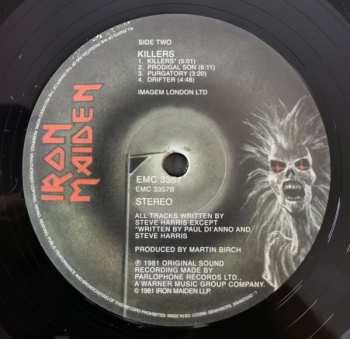 SIDE TWO
KILLERS
1. KILLERS* (5:01)
2. PRODIGAL SON (6:11)
3. PURGATORY (3:20)
4. DRIFTER (4:48)
IMAGEM LONDON LTD
IRON
MAIDEN
EMC 3357
EMC 3357B
STEREO
ALL TRACKS WRITTEN BY
STEVE HARRIS EXCEPT
*WRITTEN BY PAUL DI'ANNO AND
STEVE HARRIS
PRODUCED BY MARTIN BIRCH
℗ 1981 ORIGINAL SOUND
RECORDING MADE BY
PARLOPHONE RECORDS LTD.,
A WARNER MUSIC GROUP COMPANY.
© 1981 IRON MAIDEN LLP.